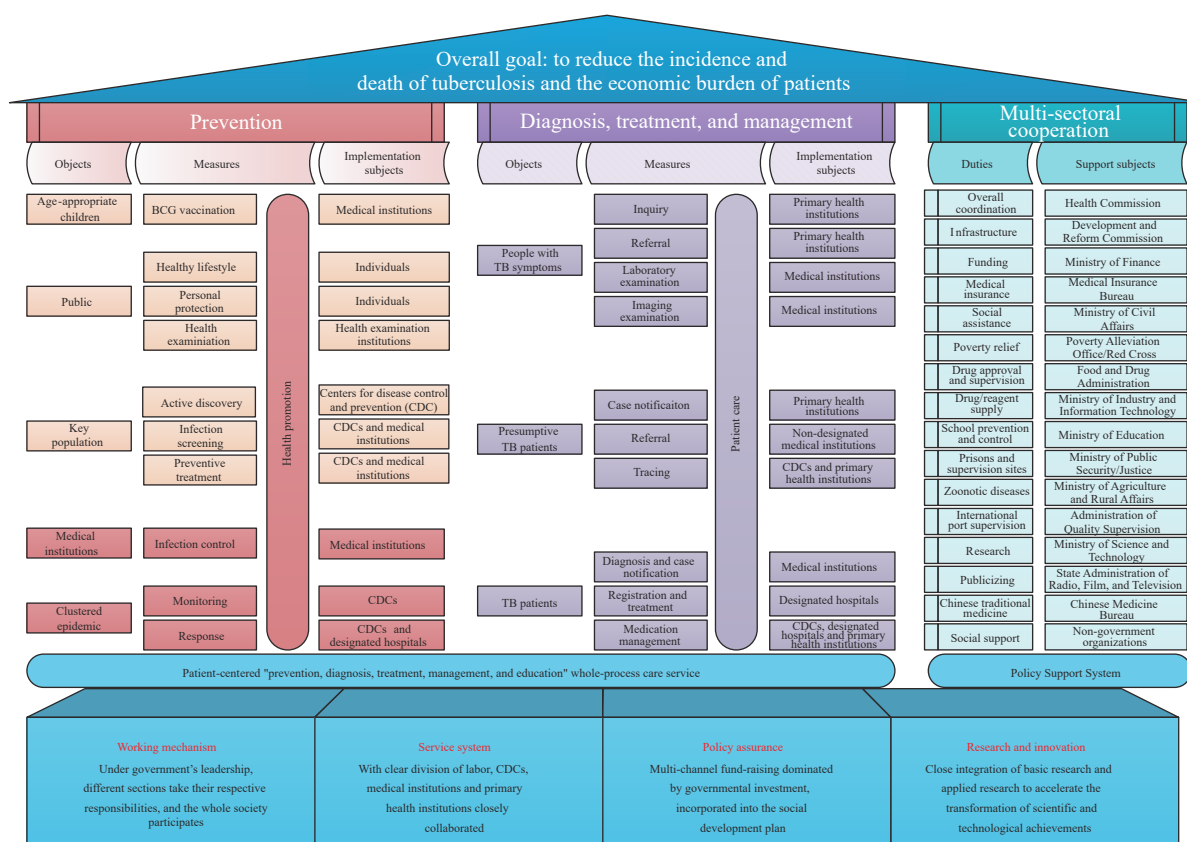 Overall goal: to reduce the incidence and
death of tuberculosis and the economic burden of patients
Prevention
Objects
Measures
Implementation
subjects
Age-appropriate
children
BCG vaccination
Medical institutions
Public
Healthy lifestyle
Individuals
Personal
protection
Individuals
Health
examiniation
Health examination
institutions
Key
population
Active discovery
Centers for disease control
and prevention (CDC)
Infection
screening
CDCs and medical
institutions
Preventive
treatment
CDCs and medical
institutions
Medical
institutions
Infection control
Medical institutions
Clustered
epidemic
Monitoring
CDCs
Response
CDCs and
designated hospitals
Health promotion
Diagnosis, treatment, and management
Objects
Measures
Implementation
subjects
People with
TB symptoms
Inquiry
Primary health
institutions
Referral
Primary health
institutions
Laboratory
examination
Medical institutions
Imaging
examination
Medical institutions
Presumptive
TB patients
Case notificaiton
Primary health
institutions
Referral
Non-designated
medical institutions
Tracing
CDCs and primary
health institutions
TB patients
Diagnosis and case
notification
Medical institutions
Registration and
treatment
Designated hospitals
Medication
management
CDCs, designated
hospitals and primary
health institutions
Patient care
Multi-sectoral
cooperation
Duties
Support subjects
Overall
coordination
Health Commission
Infrastructure
Development and
Reform Commission
Funding
Ministry of Finance
Medical
insurance
Medical Insurance
Bureau
Social
assistance
Ministry of Civil
Affairs
Poverty relief
Poverty Alleviation
Office/Red Cross
Drug approval
and supervision
Food and Drug
Administration
Drug/reagent
supply
Ministry of Industry and
Information Technology
School prevention
and control
Ministry of Education
Prisons and
supervision sites
Ministry of Public
Security/Justice
Zoonotic diseases
Ministry of Agriculture
and Rural Affairs
International
port supervision
Administration of
Quality Supervision
Research
Ministry of Science and
Technology
Publicizing
State Administration of
Radio, Film, and Television
Chinese traditional
medicine
Chinese Medicine
Bureau
Social support
Non-government
organizations
Patient-centered "prevention, diagnosis, treatment, management, and education" whole-process care service
Policy Support System
Working mechanism
Under government's leadership,
different sections take their respective
responsibilities, and the whole society
participates
Service system
With clear division of labor, CDCs,
medical institutions and primary
health institutions closely
collaborated
Policy assurance
Multi-channel fund-raising dominated
by governmental investment,
incorporated into the social
development plan
Research and innovation
Close integration of basic research and
applied research to accelerate the
transformation of scientific and
technological achievements